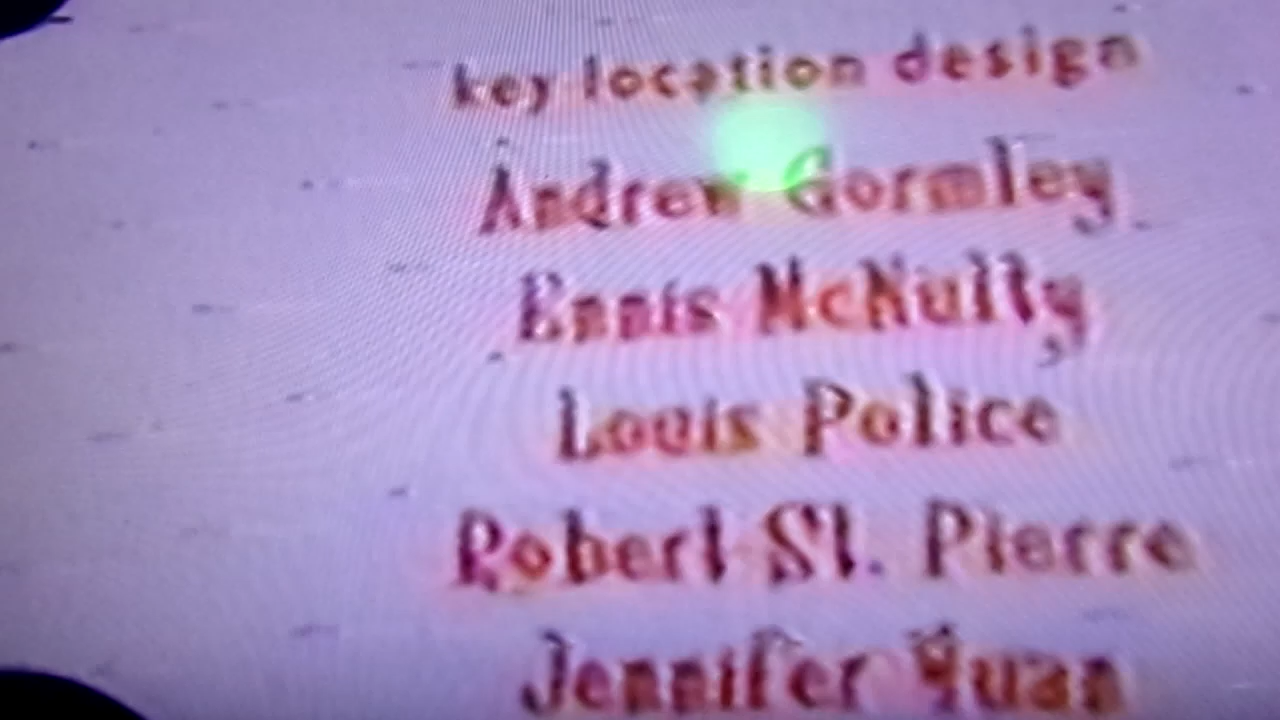 key location design
Andrew Gormley
Ennis McNulty
Louis Police
Robert St. Pierre
Jennifer Yuan